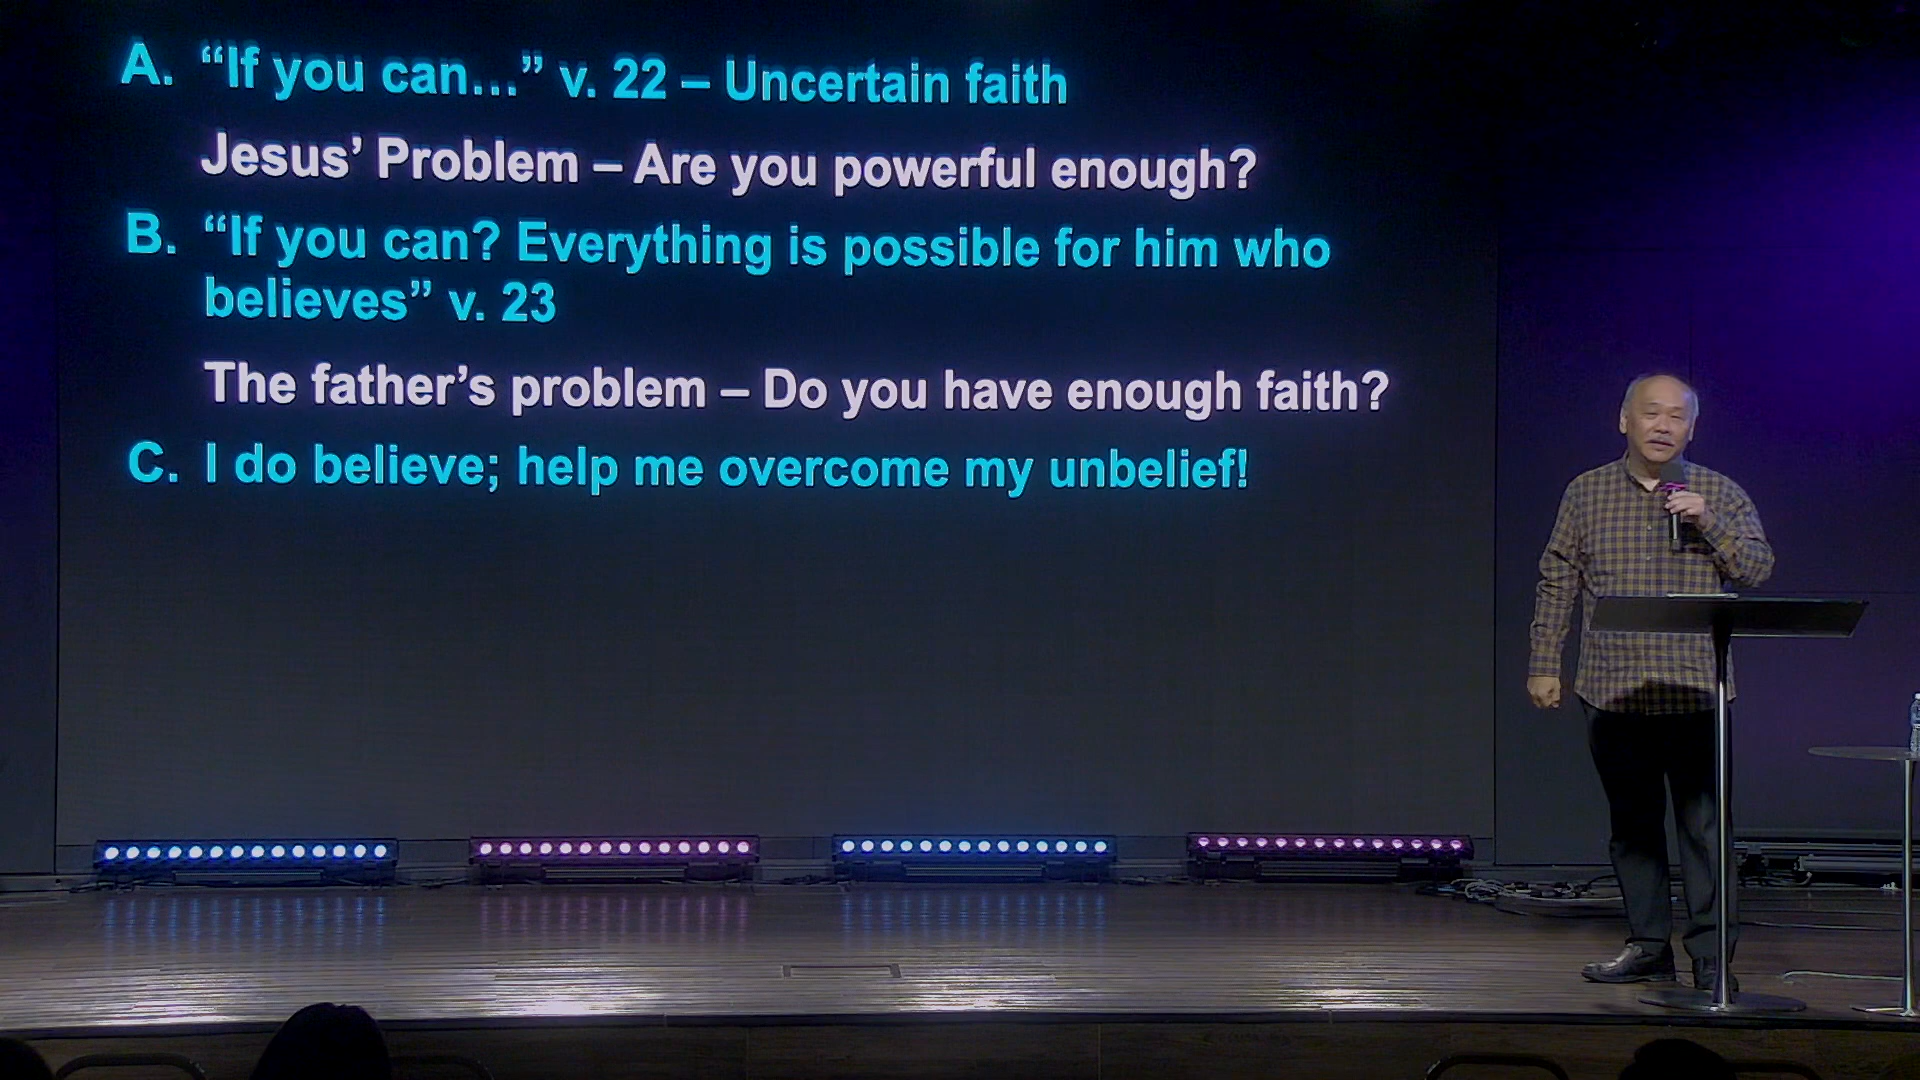 A. “If you can...” v. 22 – Uncertain faith
Jesus’ Problem – Are you powerful enough?
B. “If you can? Everything is possible for him who
believes” v. 23
The father’s problem – Do you have enough faith?
C. I do believe; help me overcome my unbelief!